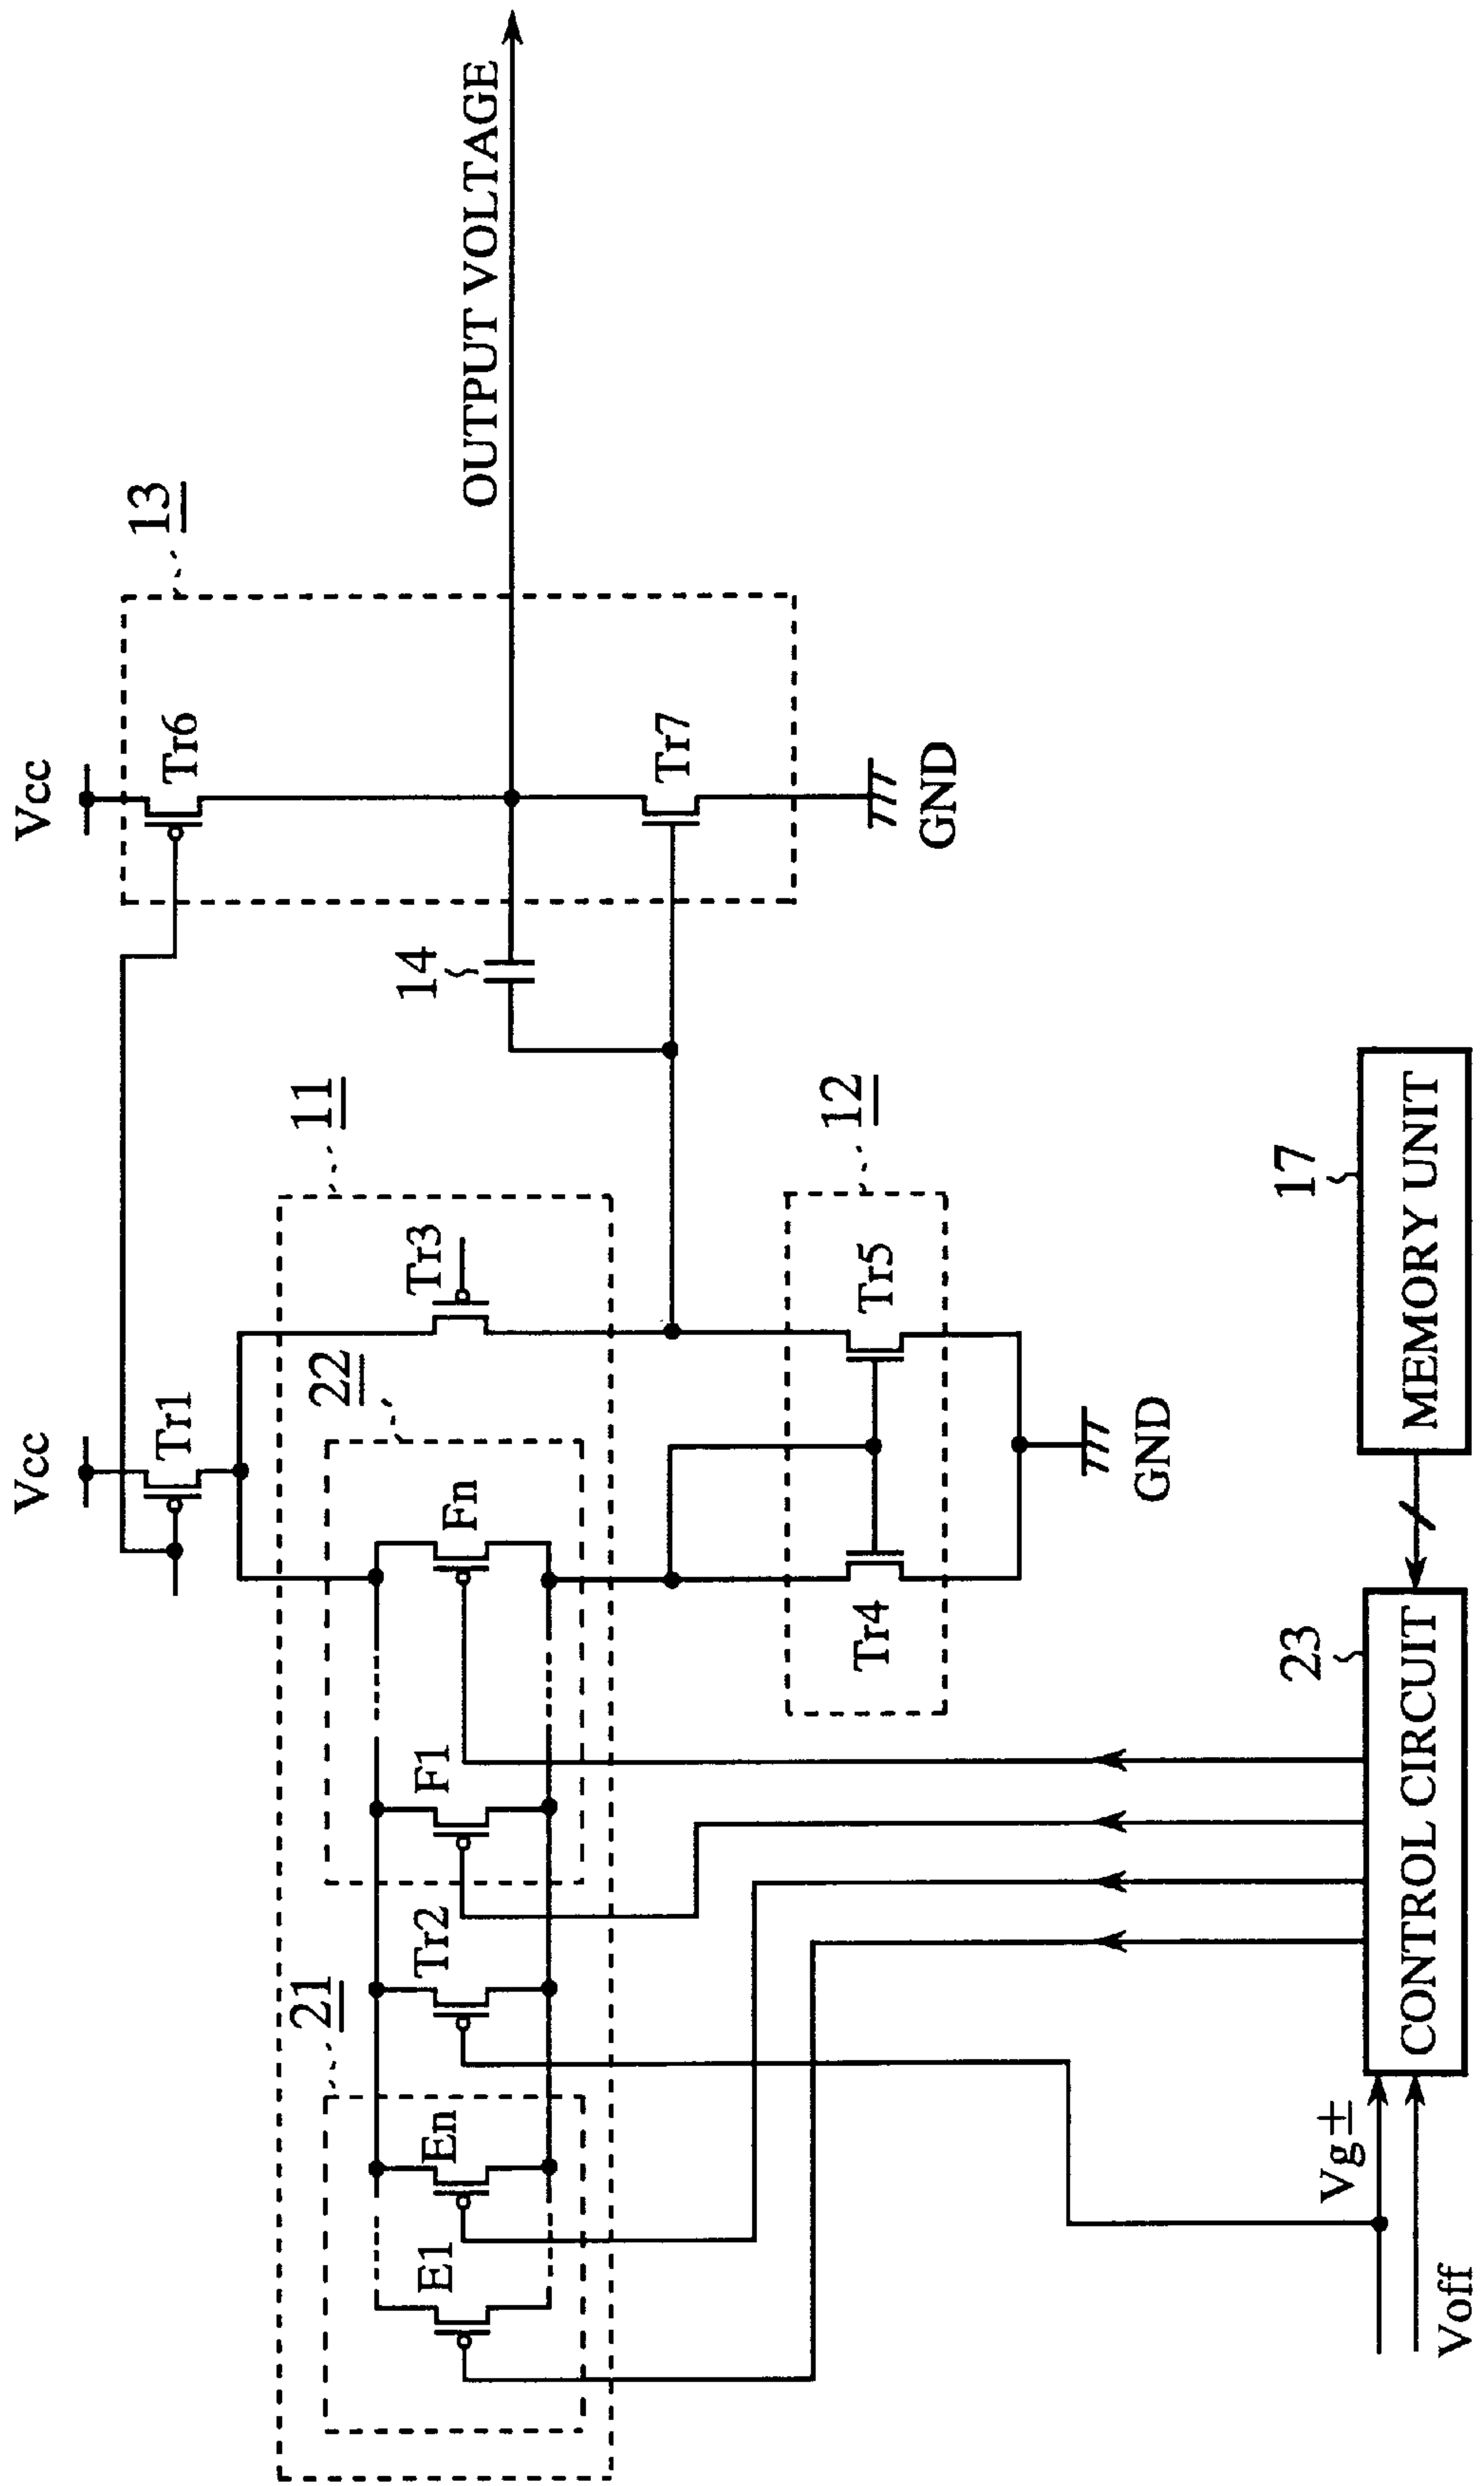 Vcc
Vcc
Tr1
Tr6
13
11
21
22
E1
En
Tr2
F1
Fn
Tr3
14
OUTPUT VOLTAGE
Tr7
GND
12
Tr4
Tr5
GND
Vg±
Voff
23
CONTROL CIRCUIT
17
MEMORY UNIT